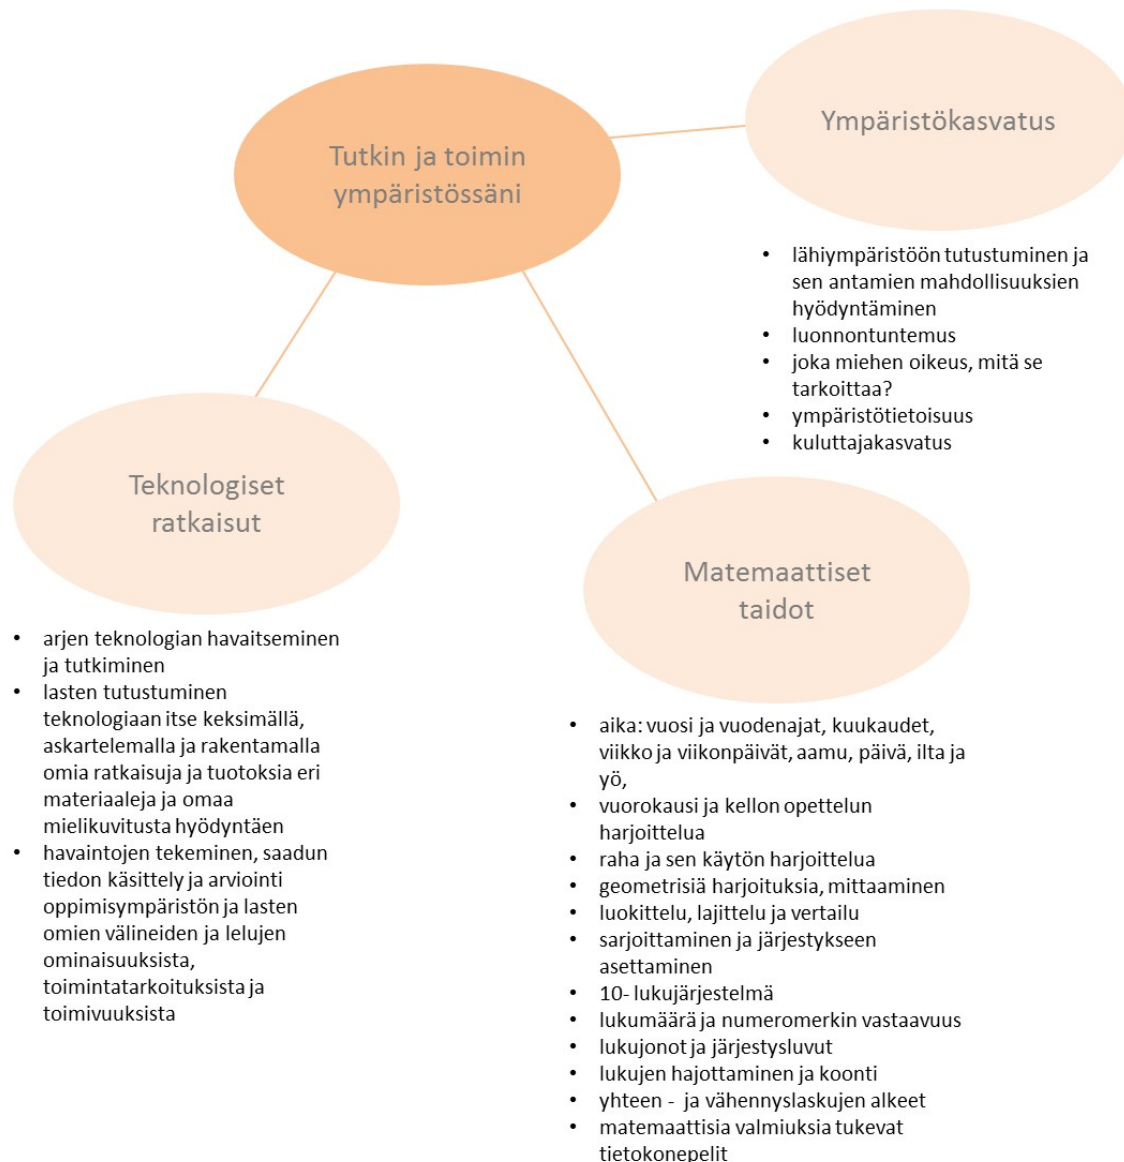 Tutkin ja toimin
ympäristössäni
Ympäristökasvatus
• lähiympäristöön tutustuminen ja
sen antamien mahdollisuuksien
hyödyntäminen
• luonnontuntemus
• joka miehen oikeus, mitä se
tarkoittaa?
• ympäristötietoisuus
• kuluttajakasvatus
Teknologiset
ratkaisut
• arjen teknologian havaitseminen
ja tutkiminen
• lasten tutustuminen
teknologiaan itse keksimällä,
askartelemalla ja rakentamalla
omia ratkaisuja ja tuotoksia eri
materiaaleja ja omaa
mielikuvitusta hyödyntäen
• havaintojen tekeminen, saadun
tiedon käsittely ja arviointi
oppimisympäristön ja lasten
omien välineiden ja lelujen
ominaisuuksista,
toimintatarkoituksista ja
toimivuuksista
Matemaattiset
taidot
• aika: vuosi ja vuodenajat, kuukaudet,
viikko ja viikonpäivät, aamu, päivä, ilta ja
yö,
• vuorokausi ja kellon opettelun
harjoittelua
• raha ja sen käytön harjoittelua
• geometrisiä harjoituksia, mittaaminen
• luokittelu, lajittelu ja vertailu
• sarjoittaminen ja järjestykseen
asettaminen
• 10- lukujärjestelmä
• lukumäärä ja numeromerkin vastaavuus
• lukujonot ja järjestysluvut
• lukujen hajottaminen ja koonti
• yhteen - ja vähennyslaskujen alkeet
• matemaattisia valmiuksia tukevat
tietokonepelit